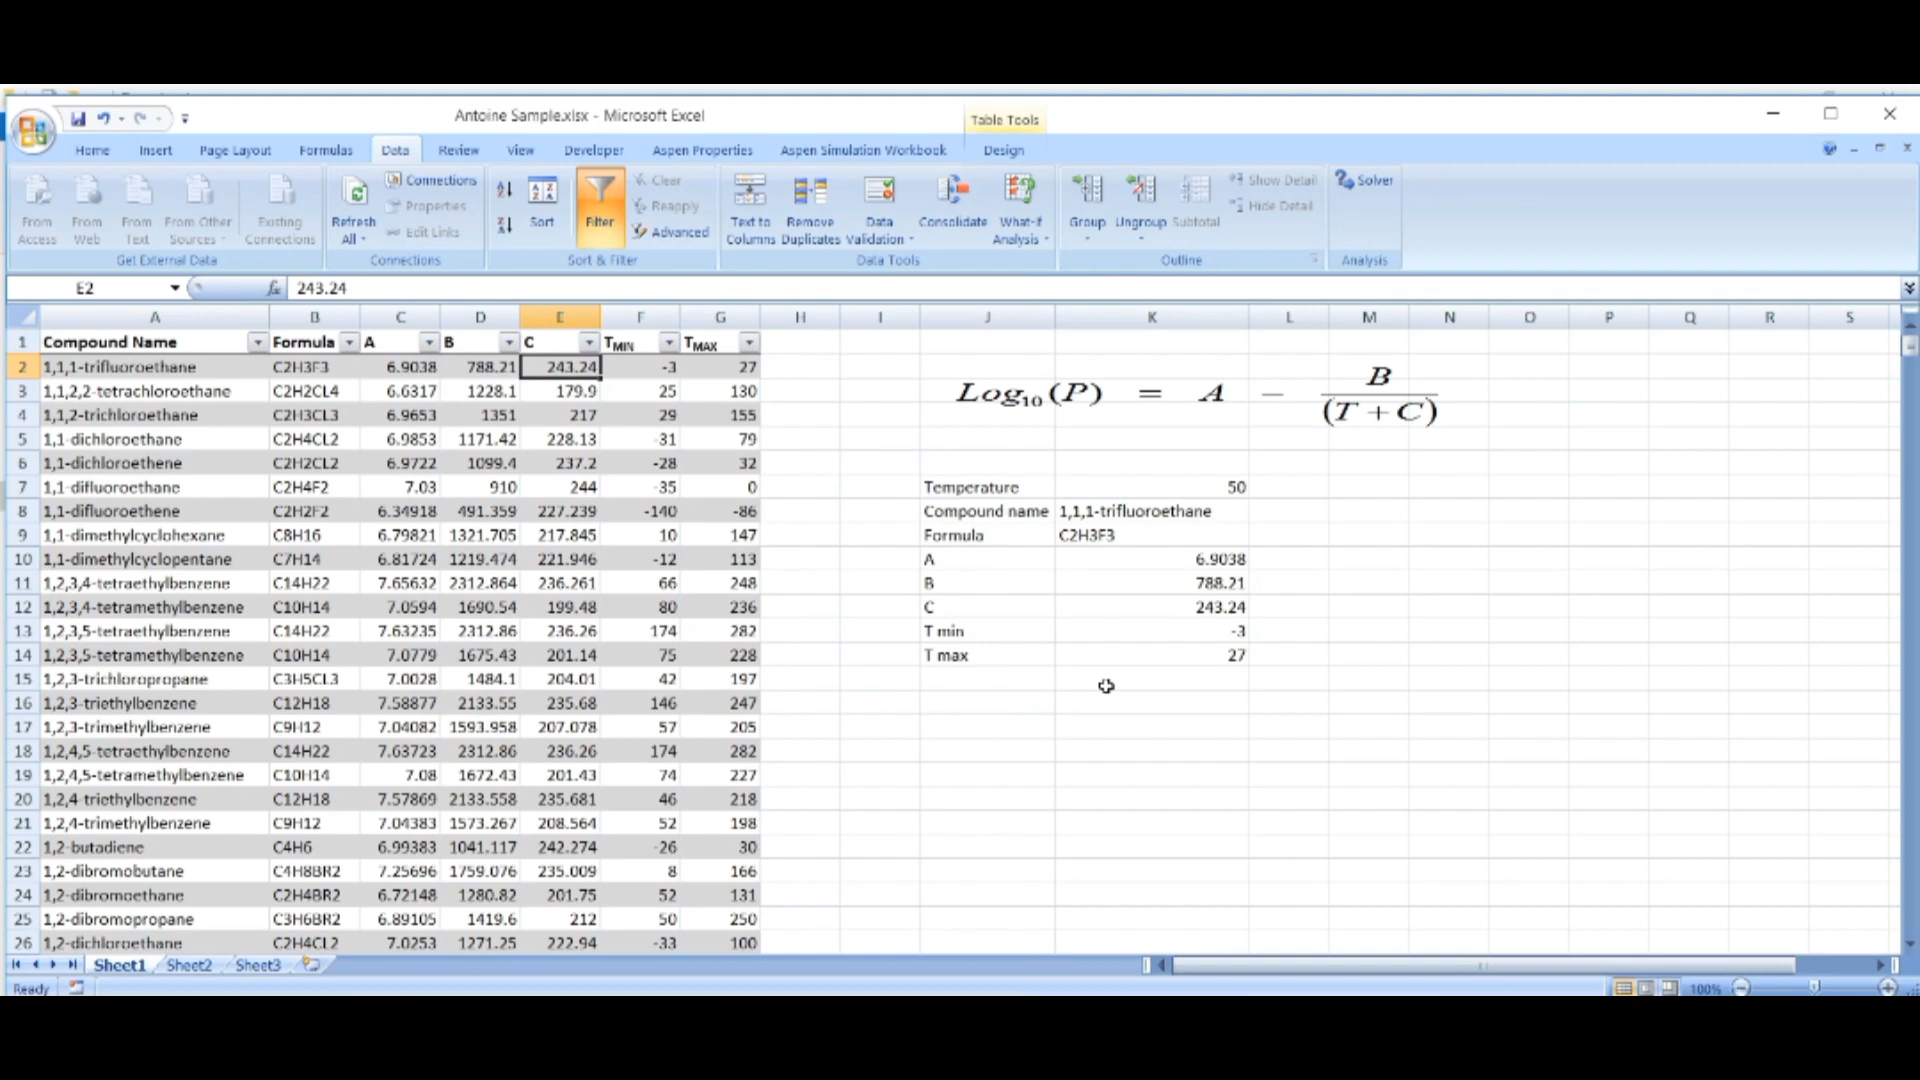 Antoine Sample.xlsx - Microsoft Excel
Table Tools
Home Insert Page Layout Formulas Data Review View Developer Aspen Properties Aspen Simulation Workbook Design
From Access
From Web
From Text
From Other Sources
Existing Connections
Get External Data
Refresh All
Connections
Properties
Edit Links
Connections
Sort
Filter
Clear
Reapply
Advanced
Sort & Filter
Text to Columns
Remove Duplicates
Data Validation
Consolidate
What-if Analysis
Data Tools
Group
Ungroup
Subtotal
Show Detail
Hide Detail
Outline
Solver
Analysis
E2 fx 243.24
A B C D E F G H I J K L M N O P Q R S
1 Compound Name Formula A B C TMIN TMAX
2 1,1,1-trifluoroethane C2H3F3 6.9038 788.21 243.24 -3 27
3 1,1,2,2-tetrachloroethane C2H2CL4 6.6317 1228.1 179.9 25 130
4 1,1,2-trichloroethane C2H3CL3 6.9653 1351 217 29 155
5 1,1-dichloroethane C2H4CL2 6.9853 1171.42 228.13 -31 79
6 1,1-dichloroethene C2H2CL2 6.9722 1099.4 237.2 -28 32
7 1,1-difluoroethane C2H4F2 7.03 910 244 -35 0
8 1,1-difluoroethene C2H2F2 6.34918 491.359 227.239 -140 -86
9 1,1-dimethylcyclohexane C8H16 6.79821 1321.705 217.845 10 147
10 1,1-dimethylcyclopentane C7H14 6.81724 1219.474 221.946 -12 113
11 1,2,3,4-tetraethylbenzene C14H22 7.65632 2312.864 236.261 66 248
12 1,2,3,4-tetramethylbenzene C10H14 7.0594 1690.54 199.48 80 236
13 1,2,3,5-tetraethylbenzene C14H22 7.63235 2312.86 236.26 174 282
14 1,2,3,5-tetramethylbenzene C10H14 7.0779 1675.43 201.14 75 228
15 1,2,3-trichloropropane C3H5CL3 7.0028 1484.1 204.01 42 197
16 1,2,3-triethylbenzene C12H18 7.58877 2133.55 235.68 146 247
17 1,2,3-trimethylbenzene C9H12 7.04082 1593.958 207.078 57 205
18 1,2,4,5-tetraethylbenzene C14H22 7.63723 2312.86 236.26 174 282
19 1,2,4,5-tetramethylbenzene C10H14 7.08 1672.43 201.43 74 227
20 1,2,4-triethylbenzene C12H18 7.57869 2133.558 235.681 46 218
21 1,2,4-trimethylbenzene C9H12 7.04383 1573.267 208.564 52 198
22 1,2-butadiene C4H6 6.99383 1041.117 242.274 -26 30
23 1,2-dibromobutane C4H8BR2 7.25696 1759.076 235.009 8 166
24 1,2-dibromoethane C2H4BR2 6.72148 1280.82 201.75 52 131
25 1,2-dibromopropane C3H6BR2 6.89105 1419.6 212 50 250
26 1,2-dichloroethane C2H4CL2 7.0253 1271.25 222.94 -33 100
Log10(P) = A − B / (T + C)
Temperature 50
Compound name 1,1,1-trifluoroethane
Formula C2H3F3
A 6.9038
B 788.21
C 243.24
T min -3
T max 27
Sheet1 Sheet2 Sheet3
Ready 100%